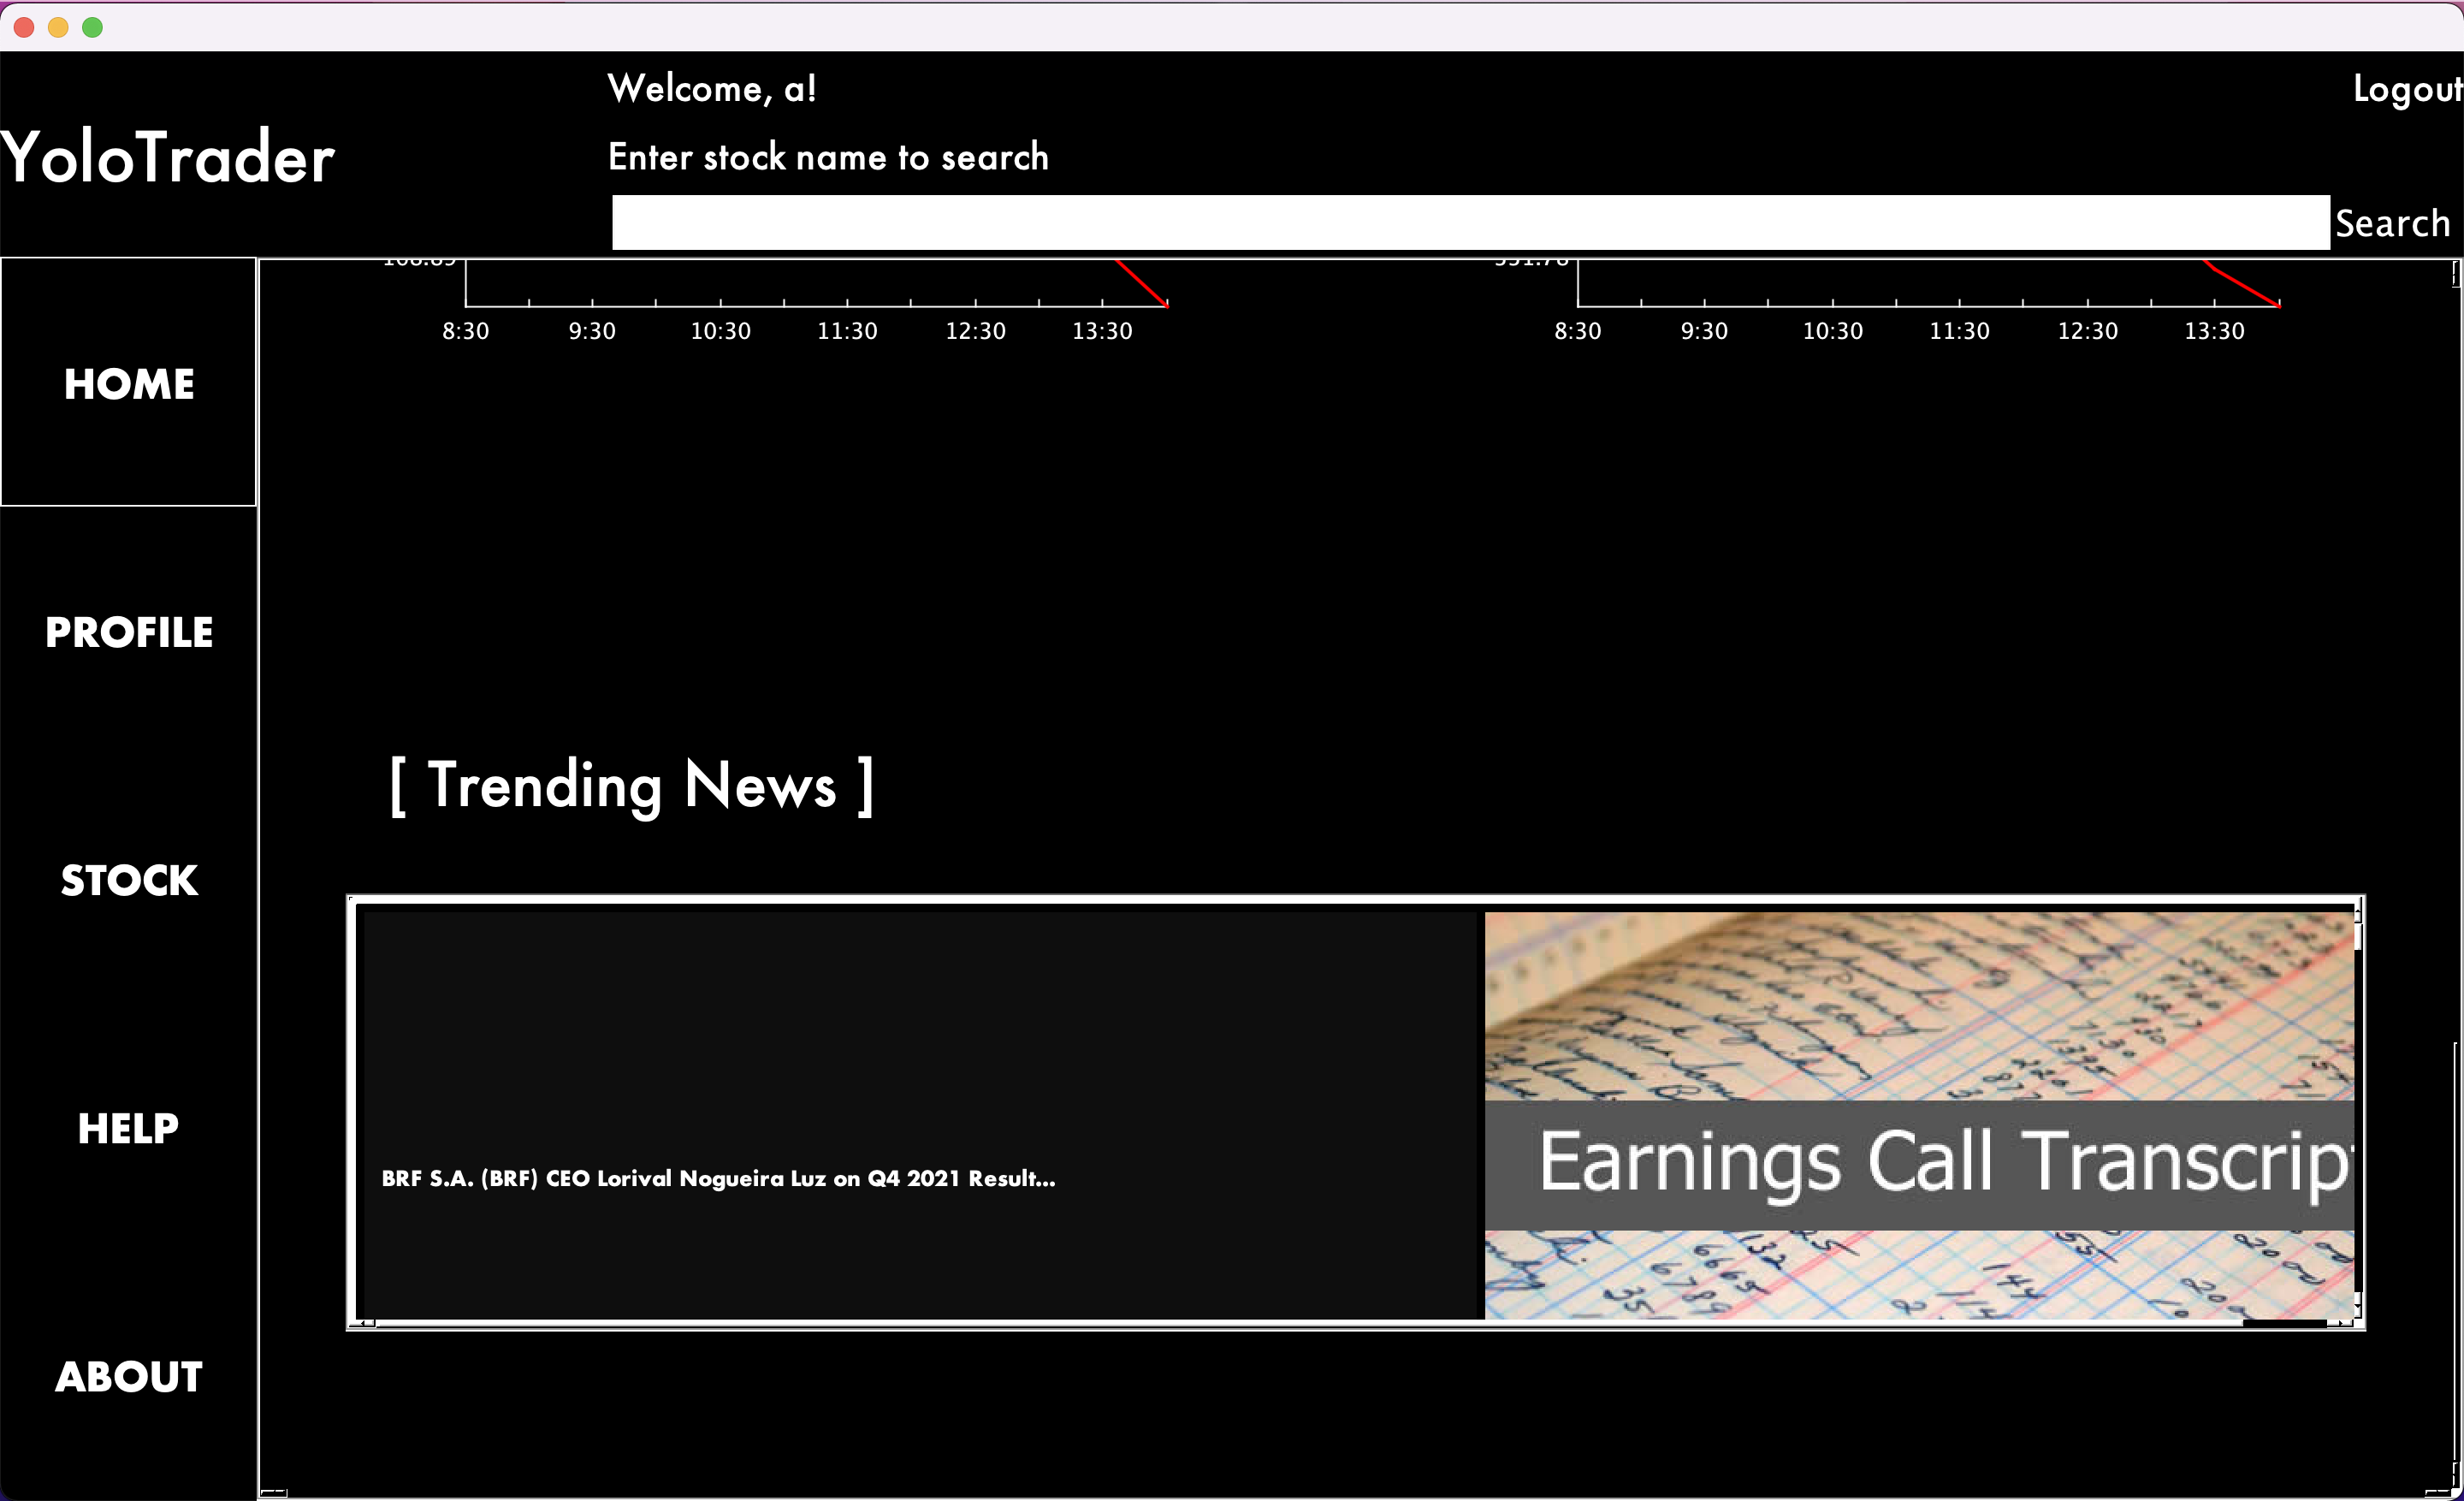 Welcome, a!
Logout
YoloTrader
Enter stock name to search
Search
8:30 9:30 10:30 11:30 12:30 13:30
8:30 9:30 10:30 11:30 12:30 13:30
HOME
PROFILE
[ Trending News ]
STOCK
HELP
BRF S.A. (BRF) CEO Lorival Nogueira Luz on Q4 2021 Result...
Earnings Call Transcrip
ABOUT